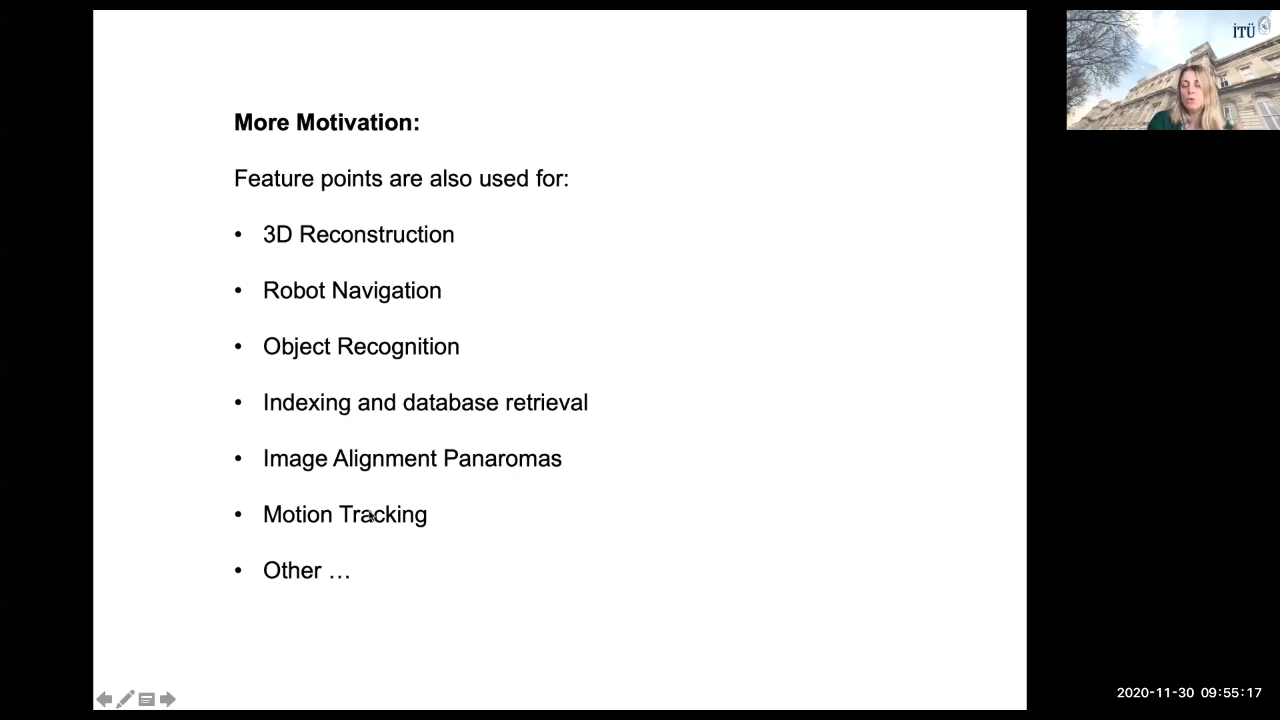 More Motivation:
Feature points are also used for:
• 3D Reconstruction
• Robot Navigation
• Object Recognition
• Indexing and database retrieval
• Image Alignment Panaromas
• Motion Tracking
• Other …
İTÜ
2020-11-30 09:55:17